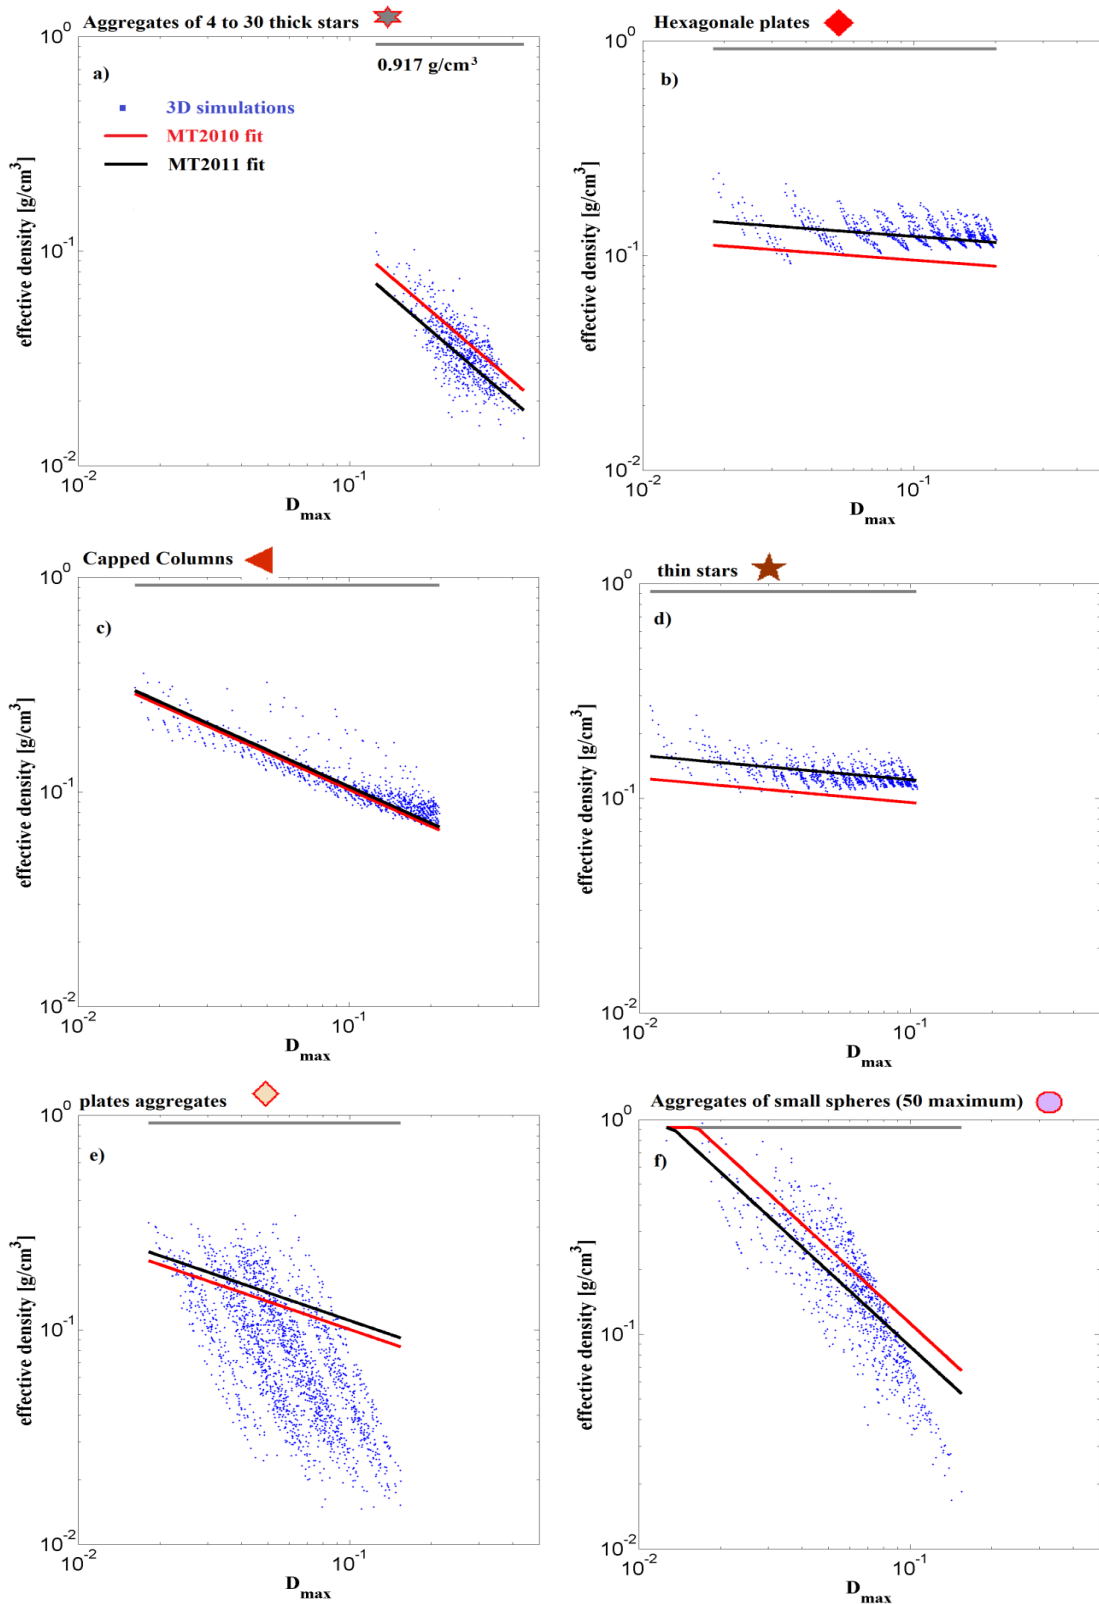 Aggregates of 4 to 30 thick stars
10⁰
0.917 g/cm³
a)
3D simulations
MT2010 fit
MT2011 fit
effective density [g/cm³]
10⁻¹
10⁻²
10⁻²
10⁻¹
D_max
Hexagonale plates
10⁰
b)
effective density [g/cm³]
10⁻¹
10⁻²
10⁻²
10⁻¹
D_max
Capped Columns
10⁰
c)
effective density [g/cm³]
10⁻¹
10⁻²
10⁻²
10⁻¹
D_max
thin stars
10⁰
d)
effective density [g/cm³]
10⁻¹
10⁻²
10⁻²
10⁻¹
D_max
plates aggregates
10⁰
e)
effective density [g/cm³]
10⁻¹
10⁻²
10⁻²
10⁻¹
D_max
Aggregates of small spheres (50 maximum)
10⁰
f)
effective density [g/cm³]
10⁻¹
10⁻²
10⁻²
10⁻¹
D_max